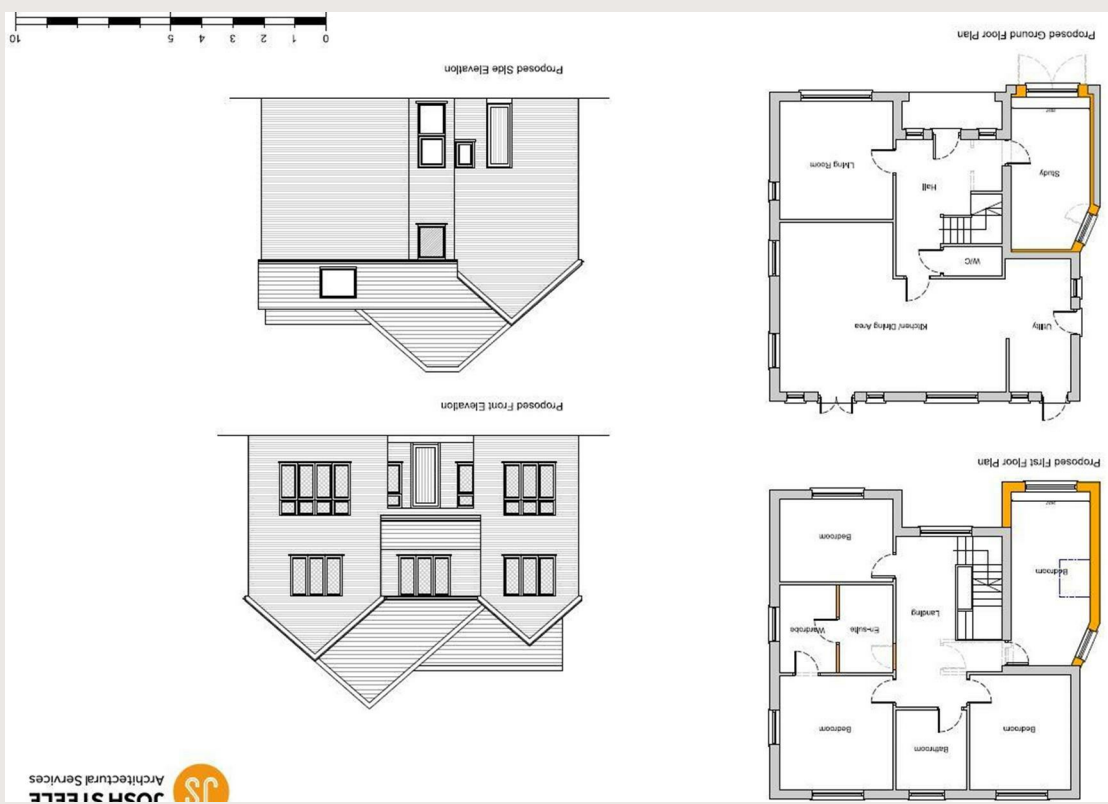 JOSH STEELE
Architectural Services
JS
Proposed First Floor Plan
Bedroom
Bathroom
Bedroom
En-suite
Wardrobe
Landing
Bedroom
Bedroom
Proposed Front Elevation
Proposed Ground Floor Plan
Utility
Kitchen/ Dining Area
W/C
Study
Hall
Living Room
Proposed Side Elevation
0 1 2 3 4 5 10